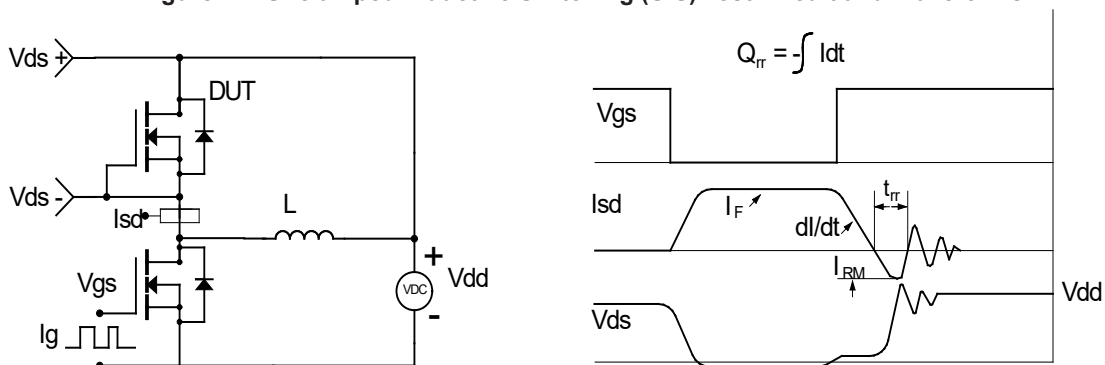 Vds +
DUT
Vds -
Isd
L
Vgs
Ig
+
VDC
-
Vdd
Qrr = -∫ Idt
Vgs
Isd
IF
dI/dt
trr
IRM
Vds
Vdd